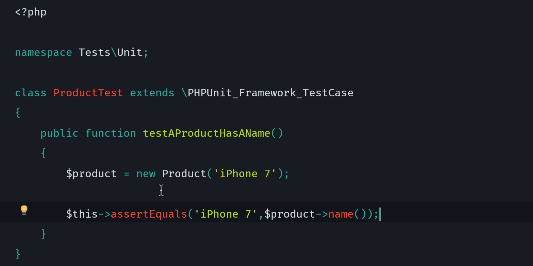 <?php
namespace Tests\Unit;
class ProductTest extends \PHPUnit_Framework_TestCase
{
public function testAProductHasAName()
{
$product = new Product('iPhone 7');
$this->assertEquals('iPhone 7',$product->name());
}
}